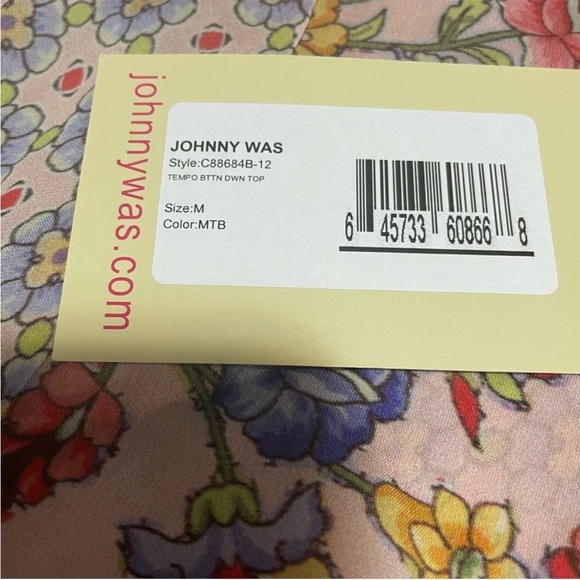 johnnywas.com
JOHNNY WAS
Style:C88684B-12
TEMPO BTTN DWN TOP
Size:M
Color:MTB
6 45733 60866 8